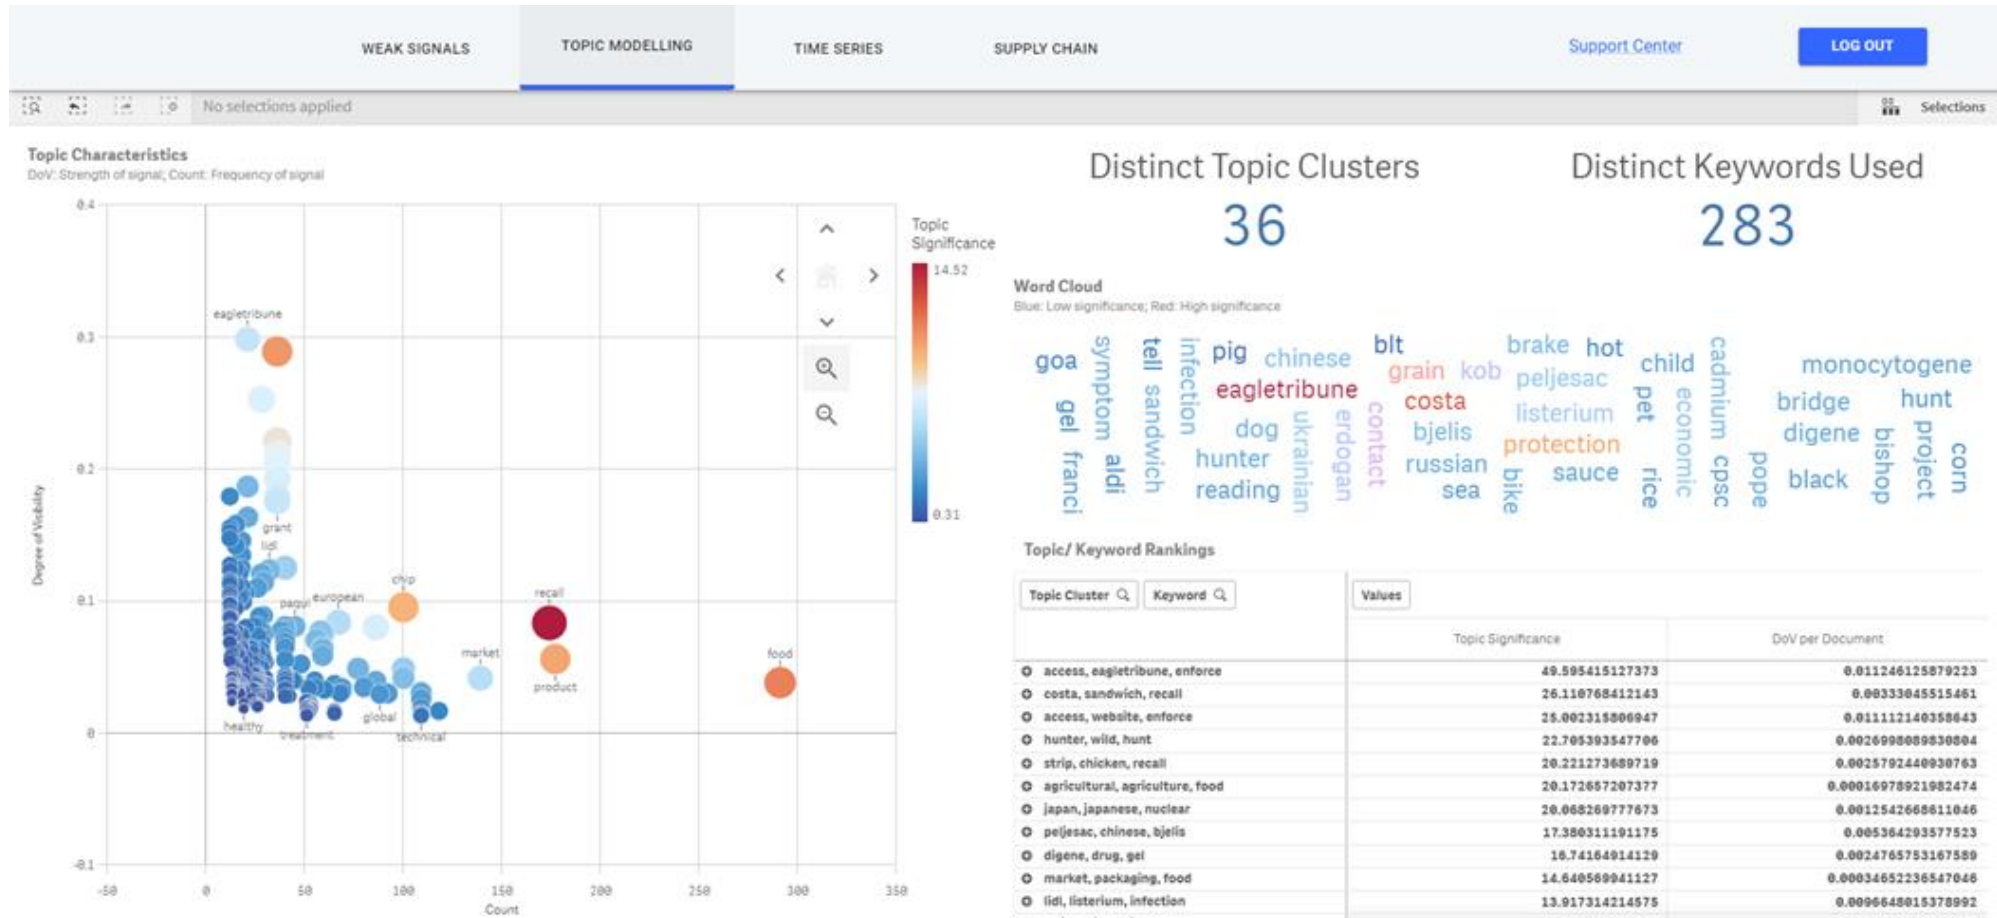 WEAK SIGNALS TOPIC MODELLING TIME SERIES SUPPLY CHAIN Support Center LOG OUT
No selections applied Selections
Topic Characteristics
DoV: Strength of signal; Count: Frequency of signal
0.4
0.3
0.2
0.1
0
-0.1
Degree of Visibility
-50 0 50 100 150 200 250 300 350
Count
eagletribune
grant
lidl
chip
paqui
european
recall
market
product
food
healthy
treatment
global
technical
Topic
Significance
14.52
0.31
Distinct Topic Clusters
36
Distinct Keywords Used
283
Word Cloud
Blue: Low significance; Red: High significance
goa
symptom
tell
infection
pig
chinese
blt
brake
hot
child
cadmium
monocytogene
grain
kob
peljesac
eagletribune
costa
pet
economic
bridge
hunt
gel
sandwich
dog
ukrainian
erdogan
contact
bjelis
listerium
protection
digene
bishop
project
corn
franci
aldi
hunter
reading
russian
sea
bike
sauce
rice
cpsc
pope
black
Topic/ Keyword Rankings
Topic Cluster Keyword Values
Topic Significance DoV per Document
access, eagletribune, enforce 49.595415127373 0.011246125879223
costa, sandwich, recall 26.110768412143 0.00333045515461
access, website, enforce 25.002315806947 0.011112140358643
hunter, wild, hunt 22.705393547706 0.0026998089830804
strip, chicken, recall 20.221273689719 0.0025792440930763
agricultural, agriculture, food 20.172657207377 0.00016978921982474
japan, japanese, nuclear 20.068269777673 0.0012542668611046
peljesac, chinese, bjelis 17.380311191175 0.005364293577523
digene, drug, gel 16.74164914129 0.0024765753167589
market, packaging, food 14.640569941127 0.00034652236547046
lidl, listerium, infection 13.917314214575 0.0096648015378992